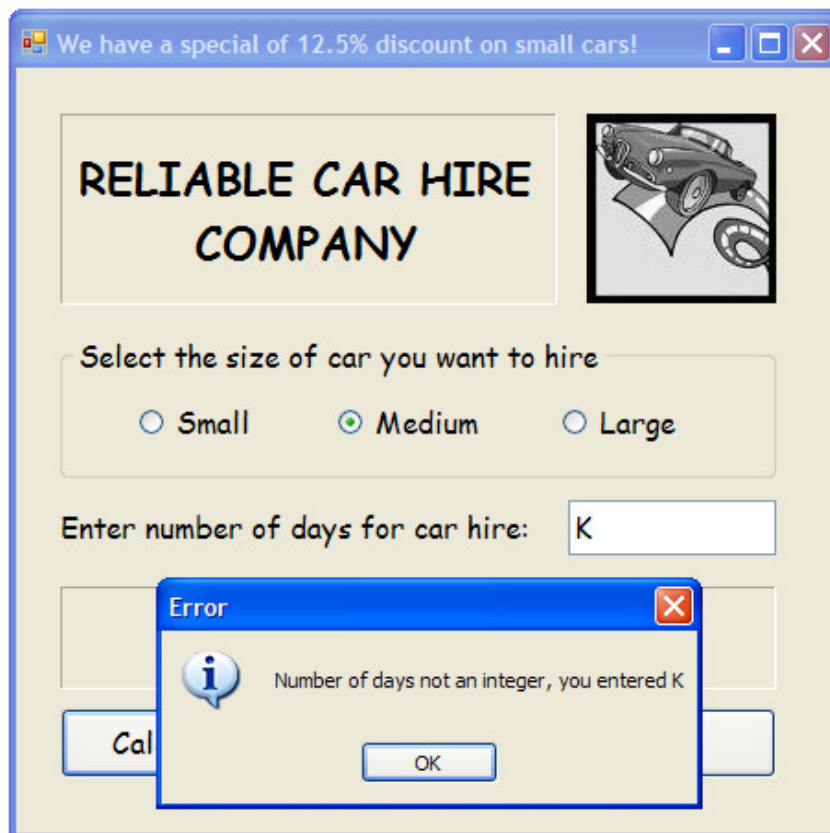 We have a special of 12.5% discount on small cars!
RELIABLE CAR HIRE
COMPANY
Select the size of car you want to hire
Small Medium Large
Enter number of days for car hire: K
Error
Number of days not an integer, you entered K
OK